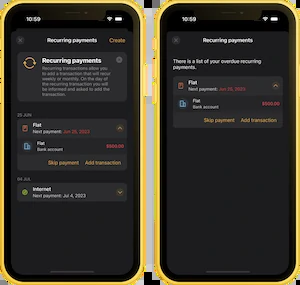 10:59
Recurring payments
Create
Recurring payments
Recurring transactions allow you
to add a transaction that will recur
weekly or monthly. On the day of
the recurring transaction you will
be informed and asked to add the
transaction.
25 JUN
Flat
Next payment: Jun 25, 2023
Flat
Bank account
$500.00
Skip payment Add transaction
04 JUL
Internet
Next payment: Jul 4, 2023
10:59
Recurring payments
There is a list of your overdue recurring
payments.
Flat
Next payment: Jun 25, 2023
Flat
Bank account
$500.00
Skip payment Add transaction